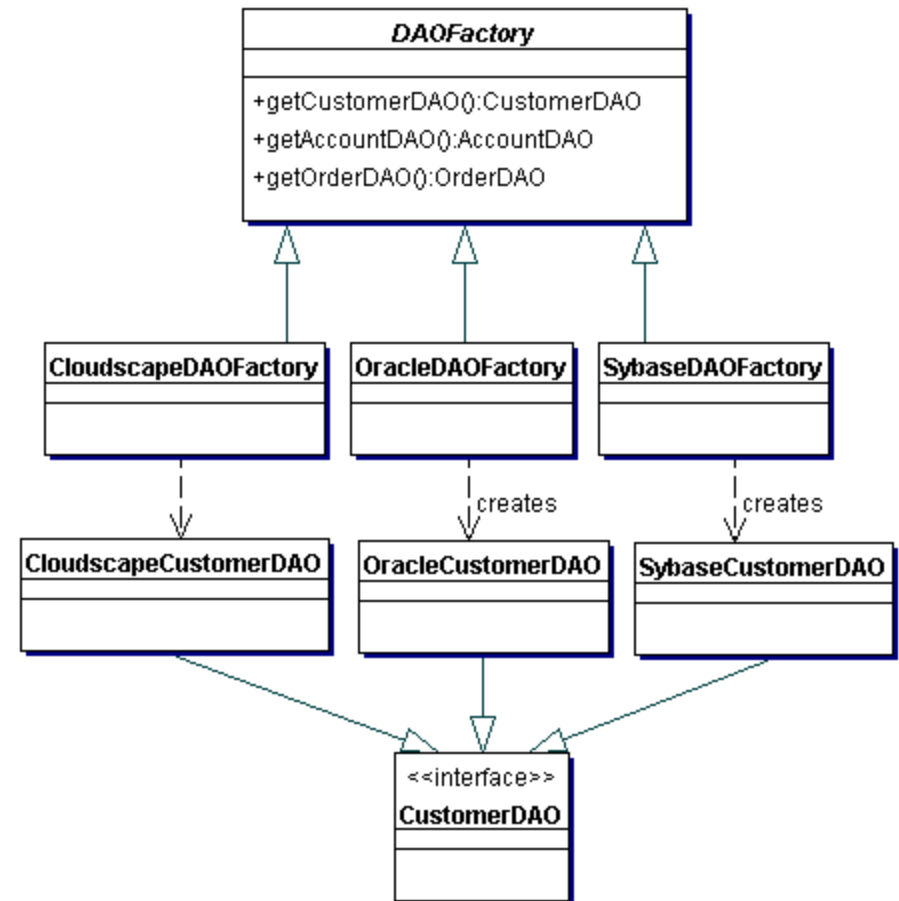 DAOFactory
+getCustomerDAO():CustomerDAO
+getAccountDAO():AccountDAO
+getOrderDAO():OrderDAO
CloudscapeDAOFactory
OracleDAOFactory
SybaseDAOFactory
creates
creates
CloudscapeCustomerDAO
OracleCustomerDAO
SybaseCustomerDAO
<<interface>>
CustomerDAO